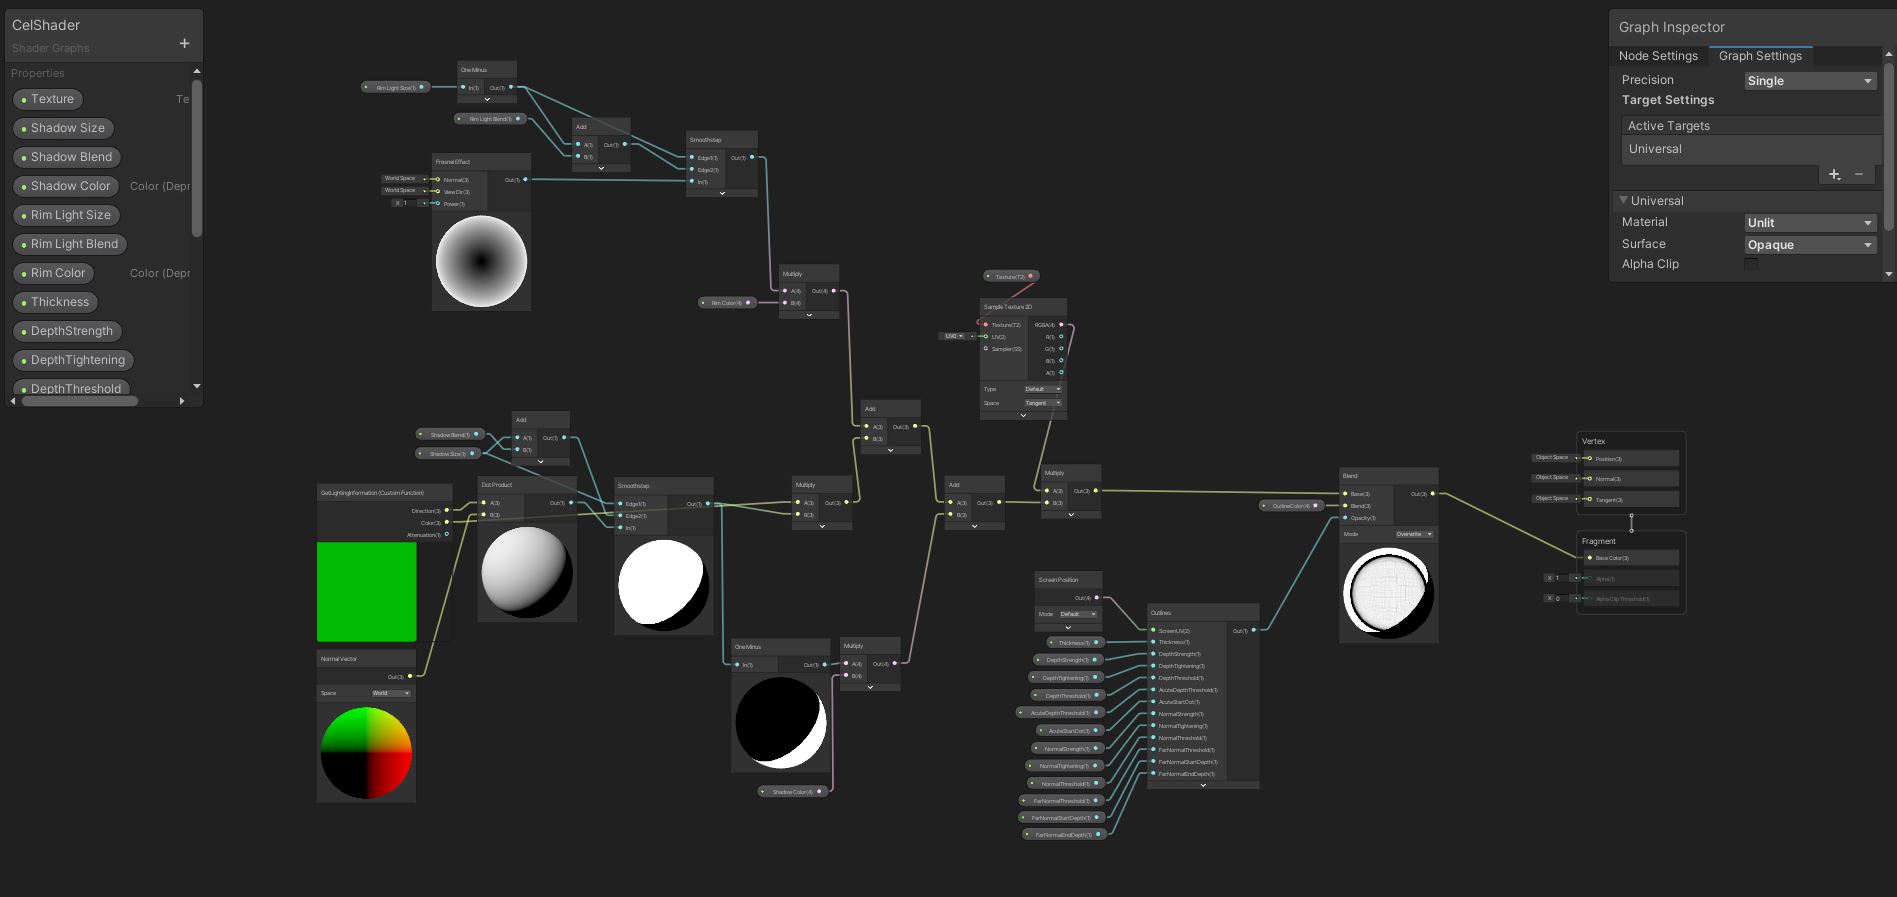 CelShader
Shader Graphs
+
Properties
Texture
Te
Shadow Size
Shadow Blend
Shadow Color
Color (Depr
Rim Light Size
Rim Light Blend
Rim Color
Color (Depr
Thickness
DepthStrength
DepthTightening
DepthThreshold
Rim Light Size(1)
One Minus
In(1) Out(1)
Rim Light Blend(1)
Add
A(1) Out(1)
B(1)
Fresnel Effect
World Space
Normal(3) Out(1)
World Space
View Dir(3)
X 1
Power(1)
Smoothstep
Edge1(1) Out(1)
Edge2(1)
In(1)
Rim Color(4)
Multiply
A(4) Out(4)
B(4)
Texture(T2)
Sample Texture 2D
Texture(T2) RGBA(4)
UV0
UV(2) R(1)
Sampler(SS) G(1)
B(1)
A(1)
Type Default
Space Tangent
Shadow Blend(1)
Shadow Size(1)
Add
A(1) Out(1)
B(1)
GetLightingInformation (Custom Function)
Direction(3)
Color(3)
Attenuation(1)
Dot Product
A(3) Out(1)
B(3)
Normal Vector
Out(3)
Space World
Smoothstep
Edge1(1) Out(1)
Edge2(1)
In(1)
Multiply
A(3) Out(3)
B(3)
Add
A(3) Out(3)
B(3)
Add
A(3) Out(3)
B(3)
Multiply
A(3) Out(3)
B(3)
One Minus
In(1) Out(1)
Shadow Color(4)
Multiply
A(4) Out(4)
B(4)
Screen Position
Out(4)
Mode Default
Thickness(1)
DepthStrength(1)
DepthTightening(1)
DepthThreshold(1)
AcuteDepthThreshold(1)
AcuteStartDot(1)
NormalStrength(1)
NormalTightening(1)
NormalThreshold(1)
FarNormalThreshold(1)
FarNormalStartDepth(1)
FarNormalEndDepth(1)
Outlines
ScreenUV(2) Out(1)
Thickness(1)
DepthStrength(1)
DepthTightening(1)
DepthThreshold(1)
AcuteDepthThreshold(1)
AcuteStartDot(1)
NormalStrength(1)
NormalTightening(1)
NormalThreshold(1)
FarNormalThreshold(1)
FarNormalStartDepth(1)
FarNormalEndDepth(1)
OutlineColor(4)
Blend
Base(3) Out(3)
Blend(3)
Opacity(1)
Mode Overwrite
Vertex
Object Space
Position(3)
Object Space
Normal(3)
Object Space
Tangent(3)
Fragment
Base Color(3)
X 1
Alpha(1)
X 0
Alpha Clip Threshold(1)
Graph Inspector
Node Settings Graph Settings
Precision Single
Target Settings
Active Targets
Universal
+ −
Universal
Material Unlit
Surface Opaque
Alpha Clip